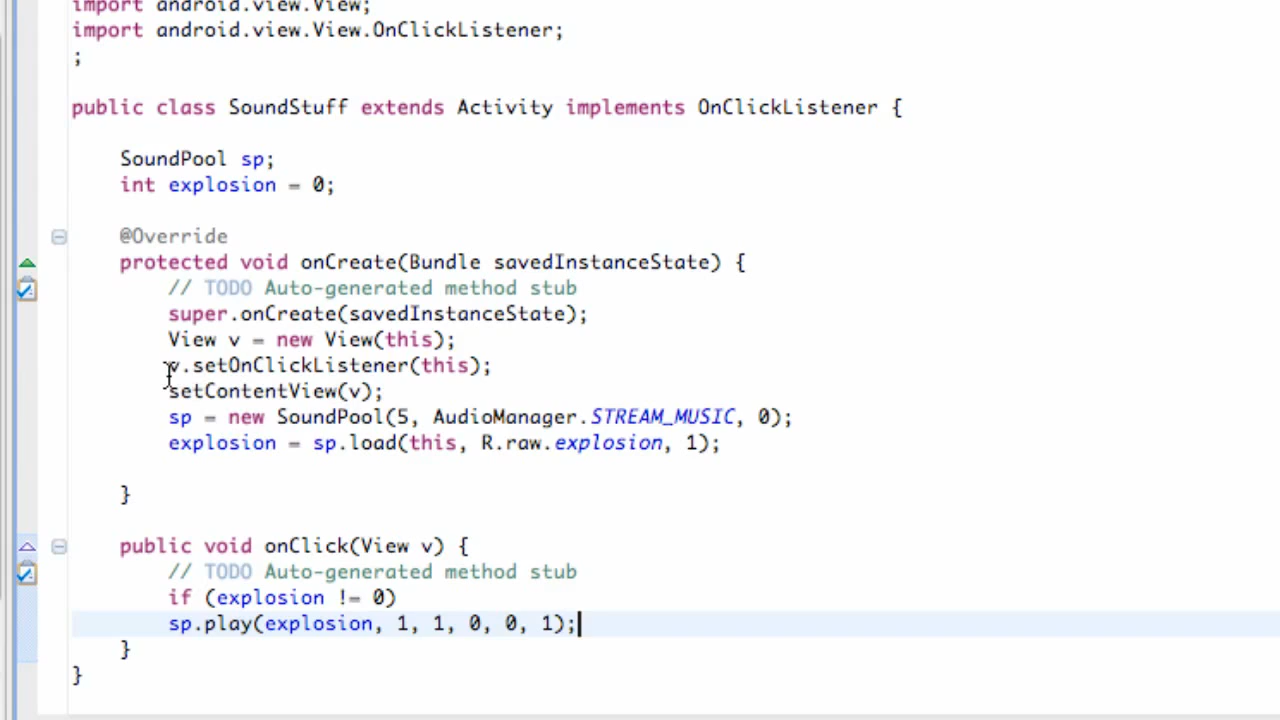 import android.view.View;
import android.view.View.OnClickListener;
;
public class SoundStuff extends Activity implements OnClickListener {
SoundPool sp;
int explosion = 0;
@Override
protected void onCreate(Bundle savedInstanceState) {
// TODO Auto-generated method stub
super.onCreate(savedInstanceState);
View v = new View(this);
v.setOnClickListener(this);
setContentView(v);
sp = new SoundPool(5, AudioManager.STREAM_MUSIC, 0);
explosion = sp.load(this, R.raw.explosion, 1);
}
public void onClick(View v) {
// TODO Auto-generated method stub
if (explosion != 0)
sp.play(explosion, 1, 1, 0, 0, 1);
}
}